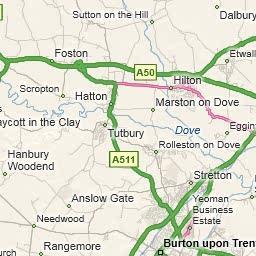 Sutton on the Hill
Dalbury
Foston
Etwall
A50
Hilton
Scropton
Hatton
Marston on Dove
aycott in the Clay
Tutbury
Dove
Eggin
Hanbury
Woodend
A511
Rolleston on Dove
Stretton
Anslow Gate
Yeoman
Business
Estate
Needwood
Rangemore
Burton upon Trent